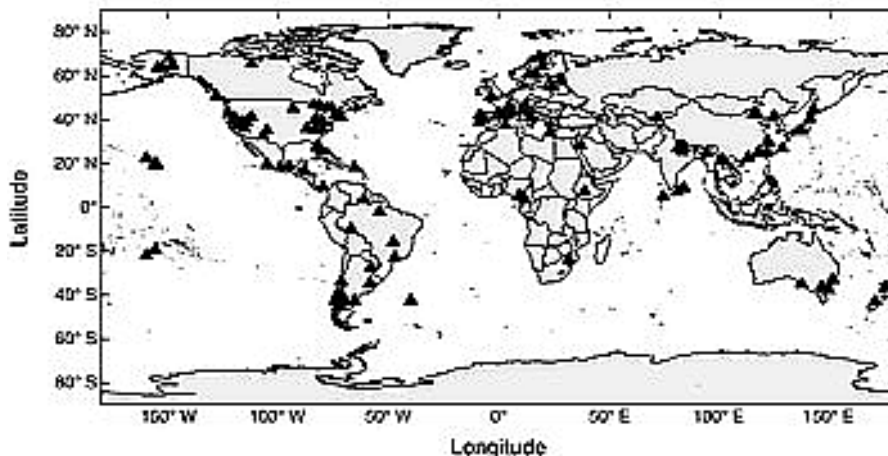 80° N
60° N
40° N
20° N
0°
20° S
40° S
60° S
80° S
Latitude
150° W
100° W
50° W
0°
50° E
100° E
150° E
Longitude